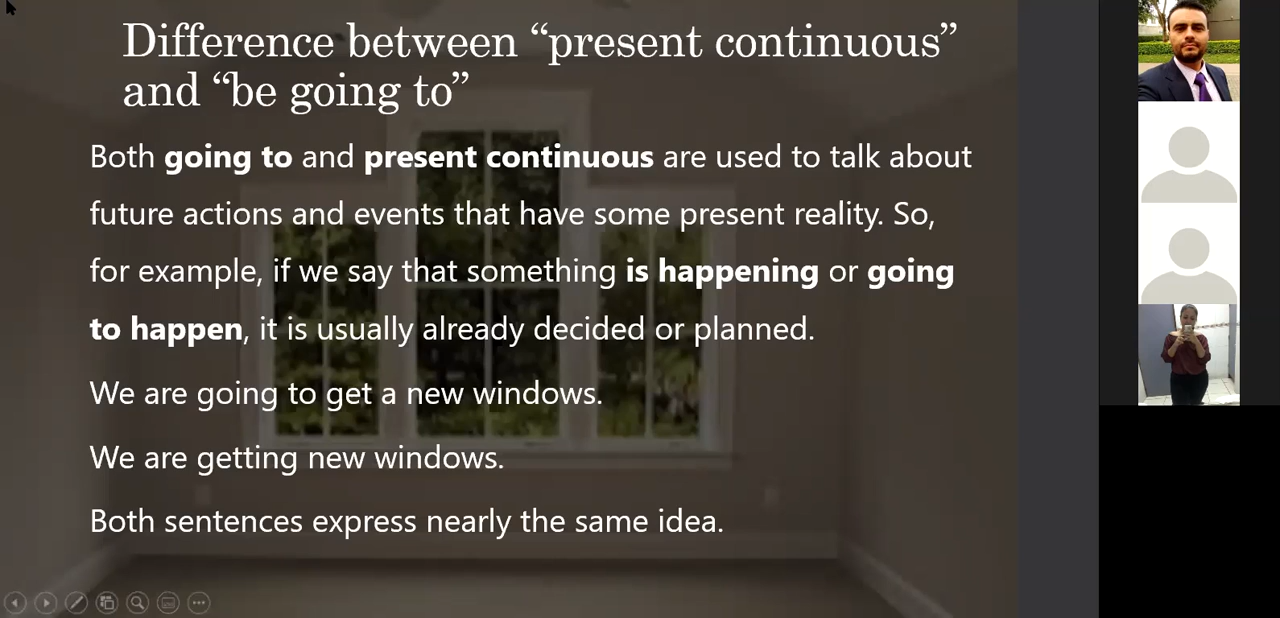 Difference between “present continuous”
and “be going to”
Both going to and present continuous are used to talk about
future actions and events that have some present reality. So,
for example, if we say that something is happening or going
to happen, it is usually already decided or planned.
We are going to get a new windows.
We are getting new windows.
Both sentences express nearly the same idea.